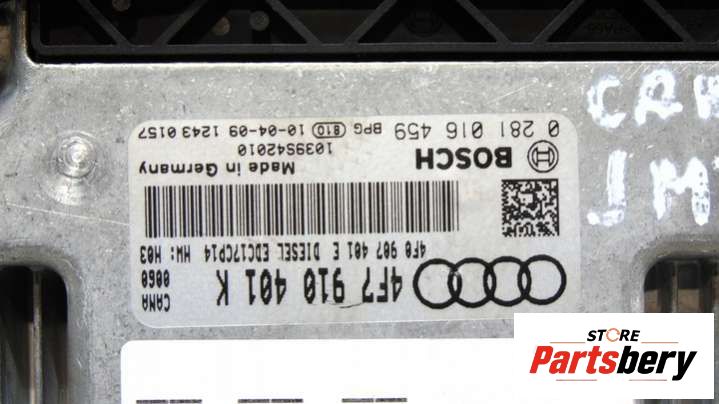 4F7 910 401 K
CANA
0060
4F0 907 401 E DIESEL EDC17CP14 HW: H03
BOSCH
Made in Germany
1039S42010
0 281 016 459 BPG 810 10-04-09 1243 0157
STORE
Partsbery